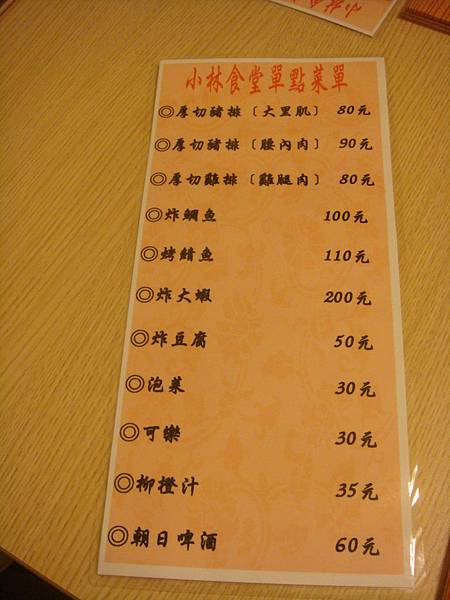 小林食堂單點菜單
◎厚切豬排〔大里肌〕 80元
◎厚切豬排〔腰內肉〕 90元
◎厚切雞排〔雞腿肉〕 80元
◎炸鯛魚 100元
◎烤鯖魚 110元
◎炸大蝦 200元
◎炸豆腐 50元
◎泡菜 30元
◎可樂 30元
◎柳橙汁 35元
◎朝日啤酒 60元